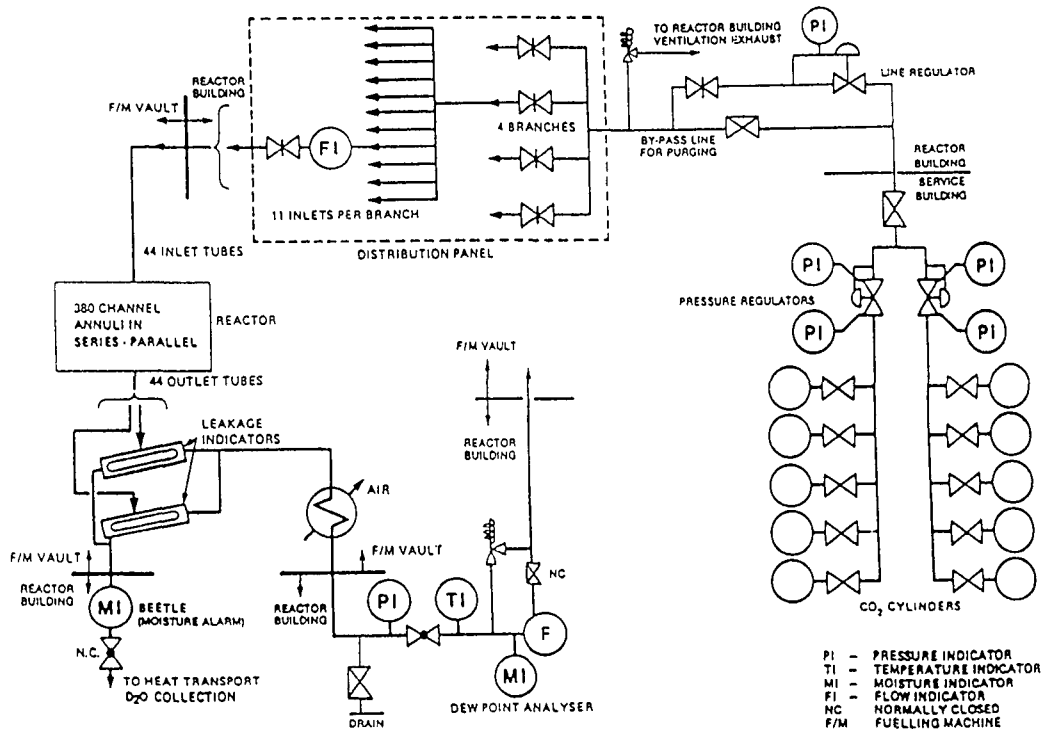 TO REACTOR BUILDING
VENTILATION EXHAUST
PI
LINE REGULATOR
REACTOR
BUILDING
F/M VAULT
4 BRANCHES
BY-PASS LINE
FOR PURGING
FI
11 INLETS PER BRANCH
DISTRIBUTION PANEL
REACTOR
BUILDING
SERVICE
BUILDING
44 INLET TUBES
380 CHANNEL
ANNULI IN
SERIES - PARALLEL
REACTOR
44 OUTLET TUBES
PI
PI
PRESSURE REGULATORS
PI
PI
F/M VAULT
REACTOR
BUILDING
LEAKAGE
INDICATORS
AIR
F/M VAULT
REACTOR
BUILDING
MI
BEETLE
(MOISTURE ALARM)
N.C.
TO HEAT TRANSPORT
D2O COLLECTION
F/M VAULT
REACTOR
BUILDING
PI
TI
NC
F
MI
DEW POINT ANALYSER
DRAIN
CO2 CYLINDERS
PI – PRESSURE INDICATOR
TI – TEMPERATURE INDICATOR
MI – MOISTURE INDICATOR
FI – FLOW INDICATOR
NC NORMALLY CLOSED
F/M FUELLING MACHINE